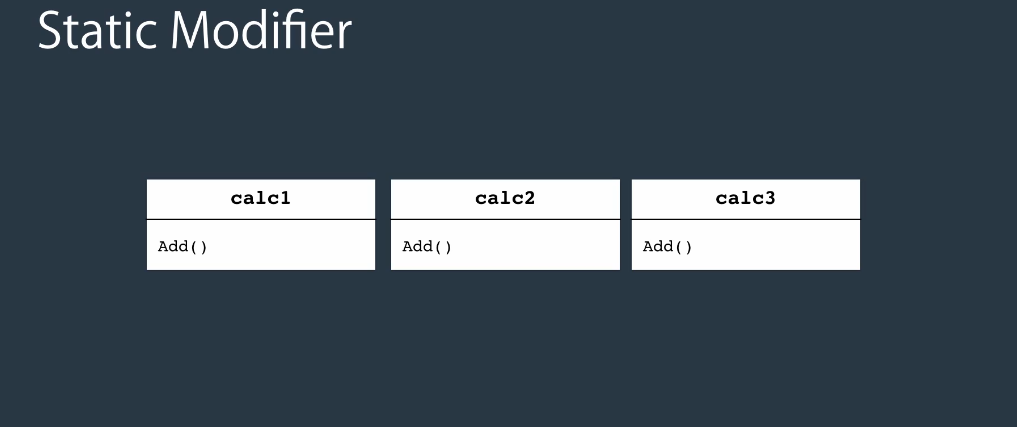 Static Modifier
calc1 calc2 calc3
Add() Add() Add()